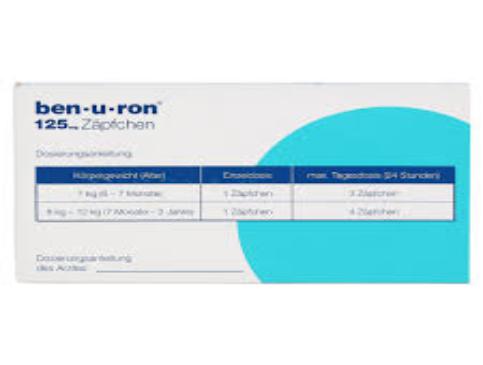 ben-u-ron®
125 mg Zäpfchen
Dosierungsanleitung:
Körpergewicht (Alter) Einzeldosis max. Tagesdosis (24 Stunden)
7 kg (6 – 7 Monate) 1 Zäpfchen 3 Zäpfchen
8 kg – 12 kg (7 Monate – 3 Jahre) 1 Zäpfchen 4 Zäpfchen
Dosierungsanleitung
des Arztes: